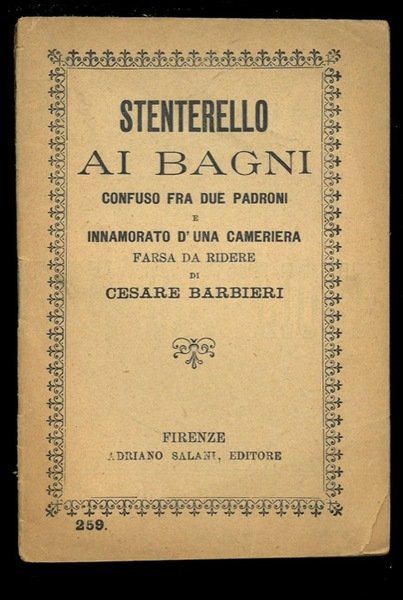 STENTERELLO
AI BAGNI
CONFUSO FRA DUE PADRONI
E
INNAMORATO D'UNA CAMERIERA
FARSA DA RIDERE
DI
CESARE BARBIERI
FIRENZE
ADRIANO SALANI, EDITORE
259.